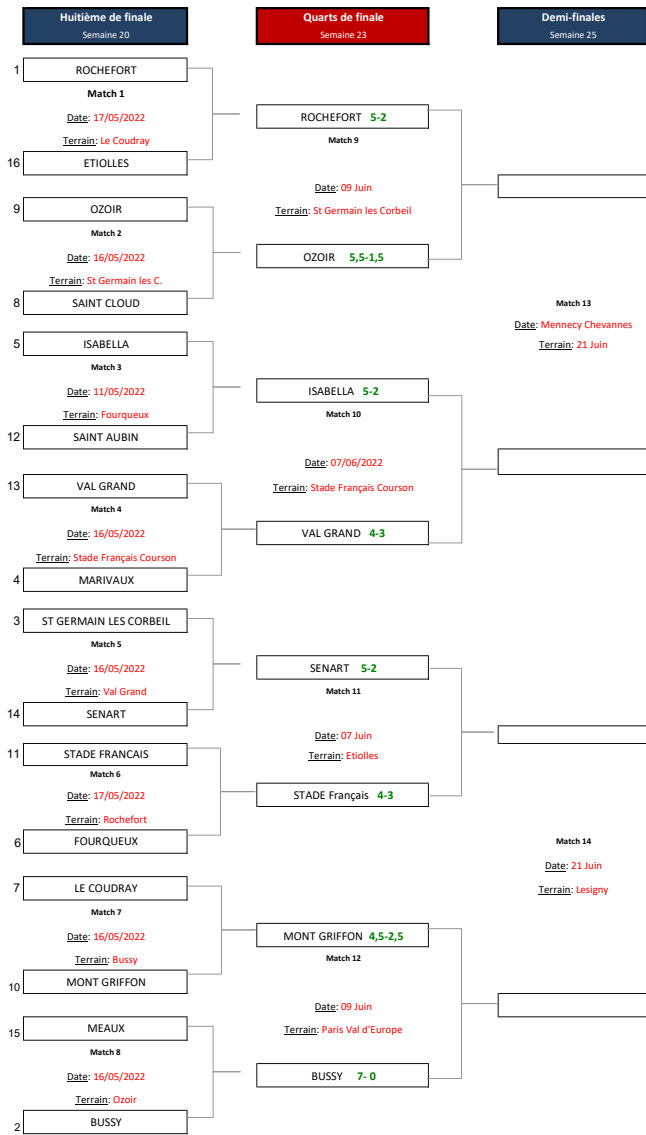 Huitième de finale
Semaine 20
Quarts de finale
Semaine 23
Demi-finales
Semaine 25
1 ROCHEFORT
Match 1
Date: 17/05/2022
Terrain: Le Coudray
16 ETIOLLES
9 OZOIR
Match 2
Date: 16/05/2022
Terrain: St Germain les C.
8 SAINT CLOUD
5 ISABELLA
Match 3
Date: 11/05/2022
Terrain: Fourqueux
12 SAINT AUBIN
13 VAL GRAND
Match 4
Date: 16/05/2022
Terrain: Stade Français Courson
4 MARIVAUX
3 ST GERMAIN LES CORBEIL
Match 5
Date: 16/05/2022
Terrain: Val Grand
14 SENART
11 STADE FRANCAIS
Match 6
Date: 17/05/2022
Terrain: Rochefort
6 FOURQUEUX
7 LE COUDRAY
Match 7
Date: 16/05/2022
Terrain: Bussy
10 MONT GRIFFON
15 MEAUX
Match 8
Date: 16/05/2022
Terrain: Ozoir
2 BUSSY
ROCHEFORT 5-2
Match 9
Date: 09 Juin
Terrain: St Germain les Corbeil
OZOIR 5,5-1,5
ISABELLA 5-2
Match 10
Date: 07/06/2022
Terrain: Stade Français Courson
VAL GRAND 4-3
SENART 5-2
Match 11
Date: 07 Juin
Terrain: Etiolles
STADE Français 4-3
MONT GRIFFON 4,5-2,5
Match 12
Date: 09 Juin
Terrain: Paris Val d'Europe
BUSSY 7- 0
Match 13
Date: Mennecy Chevannes
Terrain: 21 Juin
Match 14
Date: 21 Juin
Terrain: Lesigny